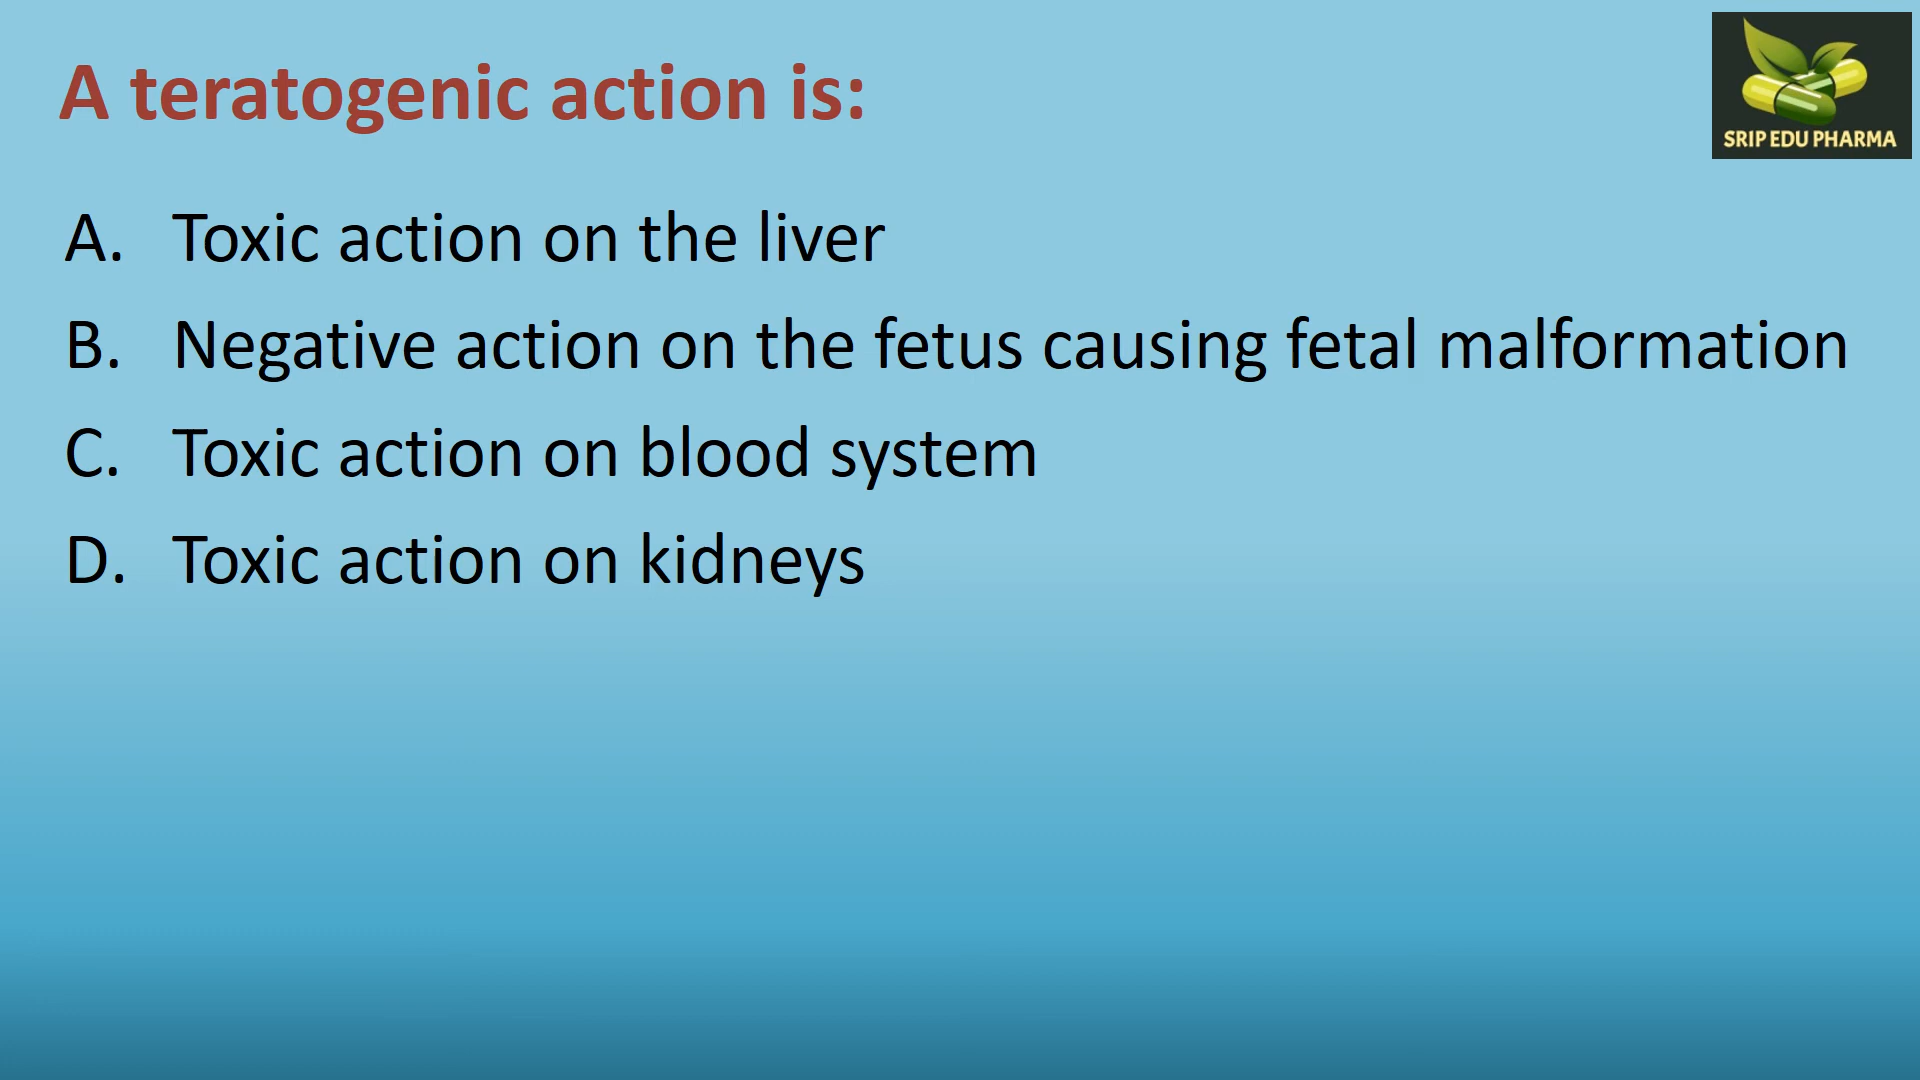 A teratogenic action is:
SRIP EDU PHARMA
A. Toxic action on the liver
B. Negative action on the fetus causing fetal malformation
C. Toxic action on blood system
D. Toxic action on kidneys